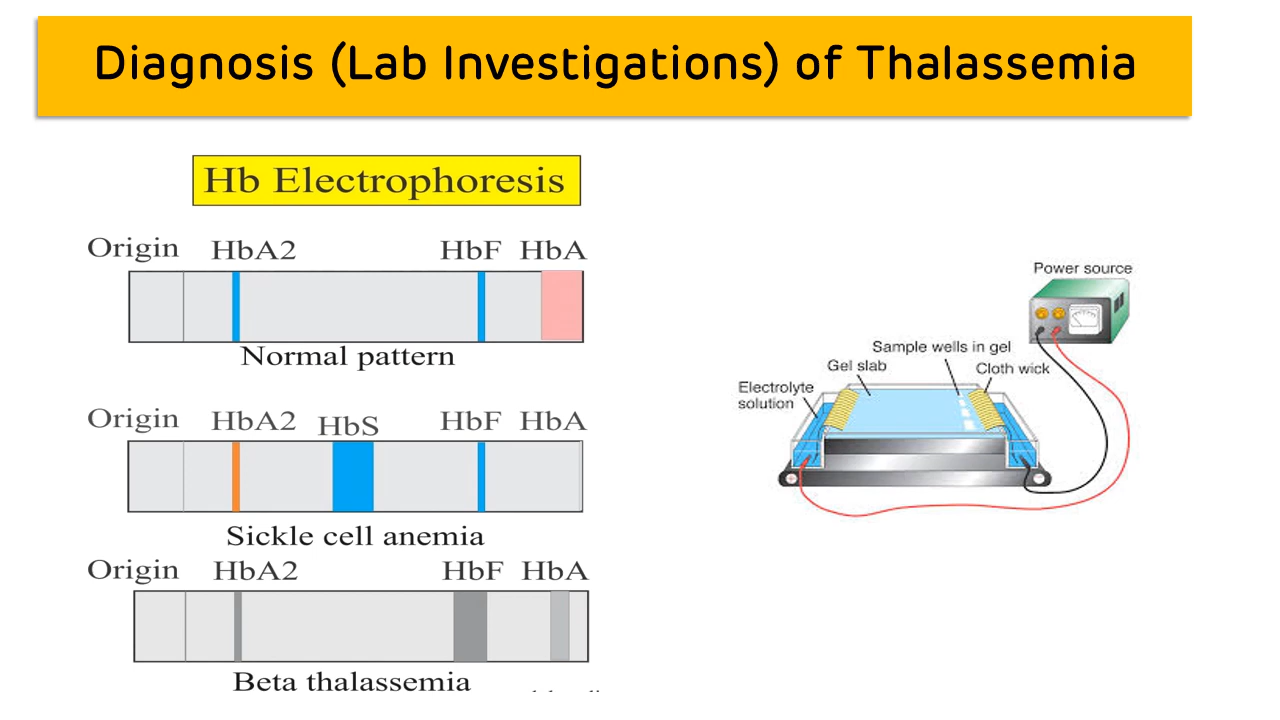 Diagnosis (Lab Investigations) of Thalassemia
Hb Electrophoresis
Origin HbA2 HbF HbA
Normal pattern
Origin HbA2 HbS HbF HbA
Sickle cell anemia
Origin HbA2 HbF HbA
Beta thalassemia
Power source
Sample wells in gel
Gel slab
Cloth wick
Electrolyte
solution